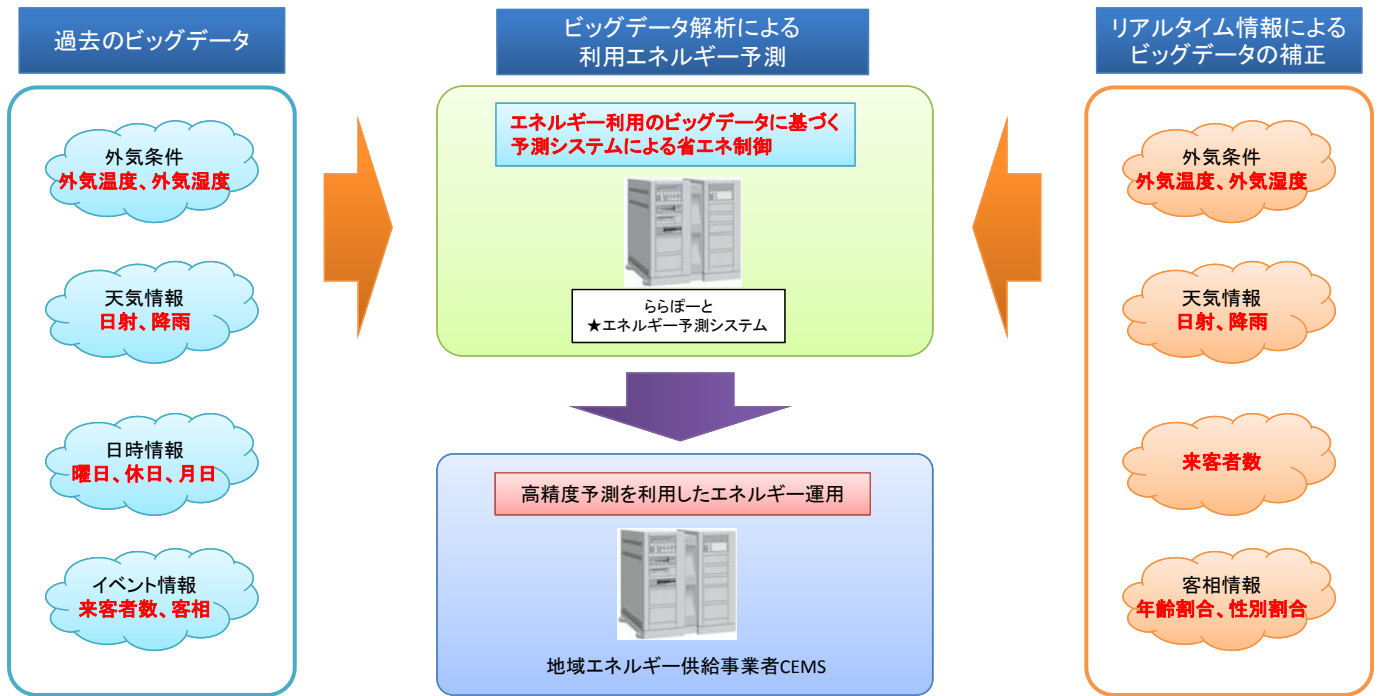 過去のビッグデータ
外気条件
外気温度、外気湿度
天気情報
日射、降雨
日時情報
曜日、休日、月日
イベント情報
来客者数、客相
ビッグデータ解析による
利用エネルギー予測
エネルギー利用のビッグデータに基づく
予測システムによる省エネ制御
ららぽーと
★エネルギー予測システム
高精度予測を利用したエネルギー運用
地域エネルギー供給事業者CEMS
リアルタイム情報による
ビッグデータの補正
外気条件
外気温度、外気湿度
天気情報
日射、降雨
来客者数
客相情報
年齢割合、性別割合